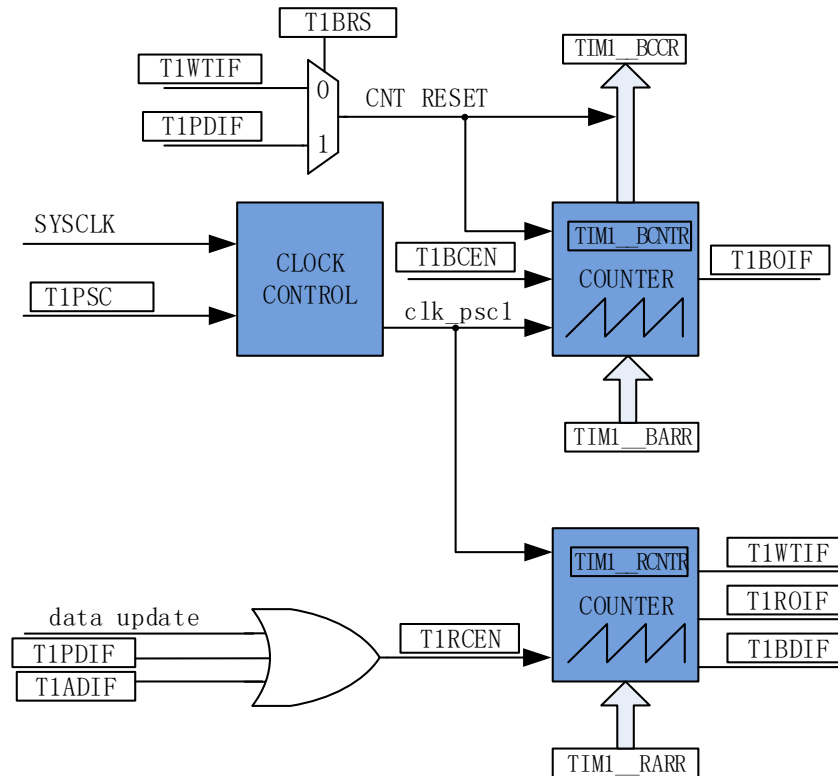 T1BRS
TIM1__BCCR
T1WTIF
0
CNT RESET
T1PDIF
1
SYSCLK
TIM1__BCNTR
T1BCEN
T1BOIF
CLOCK
CONTROL
COUNTER
T1PSC
clk_psc1
TIM1__BARR
T1WTIF
TIM1__RCNTR
T1ROIF
COUNTER
data update
T1RCEN
T1BDIF
T1PDIF
T1ADIF
TIM1__RARR